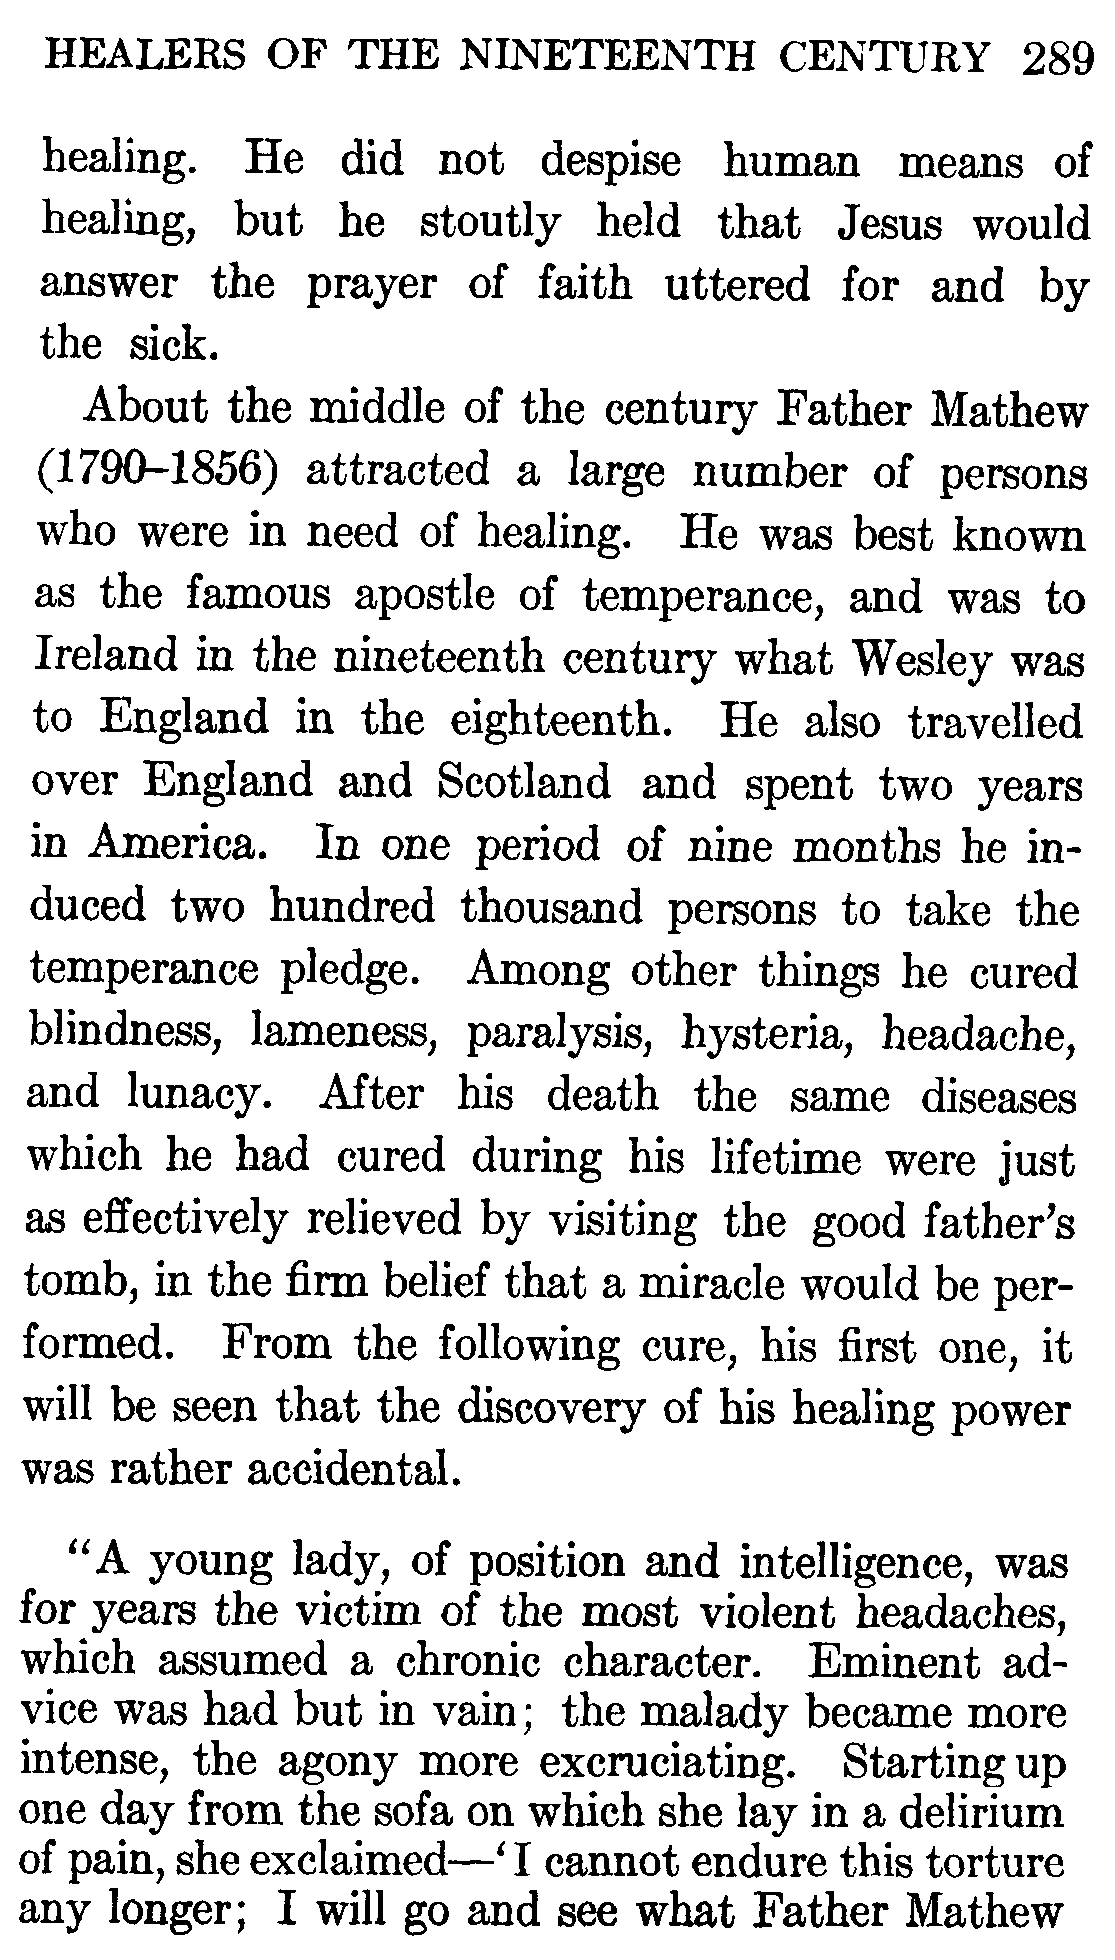 HEALERS OF THE NINETEENTH CENTURY 289
healing. He did not despise human means of
healing, but he stoutly held that Jesus would
answer the prayer of faith uttered for and by
the sick.
About the middle of the century Father Mathew
(1790–1856) attracted a large number of persons
who were in need of healing. He was best known
as the famous apostle of temperance, and was to
Ireland in the nineteenth century what Wesley was
to England in the eighteenth. He also travelled
over England and Scotland and spent two years
in America. In one period of nine months he in-
duced two hundred thousand persons to take the
temperance pledge. Among other things he cured
blindness, lameness, paralysis, hysteria, headache,
and lunacy. After his death the same diseases
which he had cured during his lifetime were just
as effectively relieved by visiting the good father's
tomb, in the firm belief that a miracle would be per-
formed. From the following cure, his first one, it
will be seen that the discovery of his healing power
was rather accidental.
“A young lady, of position and intelligence, was
for years the victim of the most violent headaches,
which assumed a chronic character. Eminent ad-
vice was had but in vain; the malady became more
intense, the agony more excruciating. Starting up
one day from the sofa on which she lay in a delirium
of pain, she exclaimed—‘I cannot endure this torture
any longer; I will go and see what Father Mathew